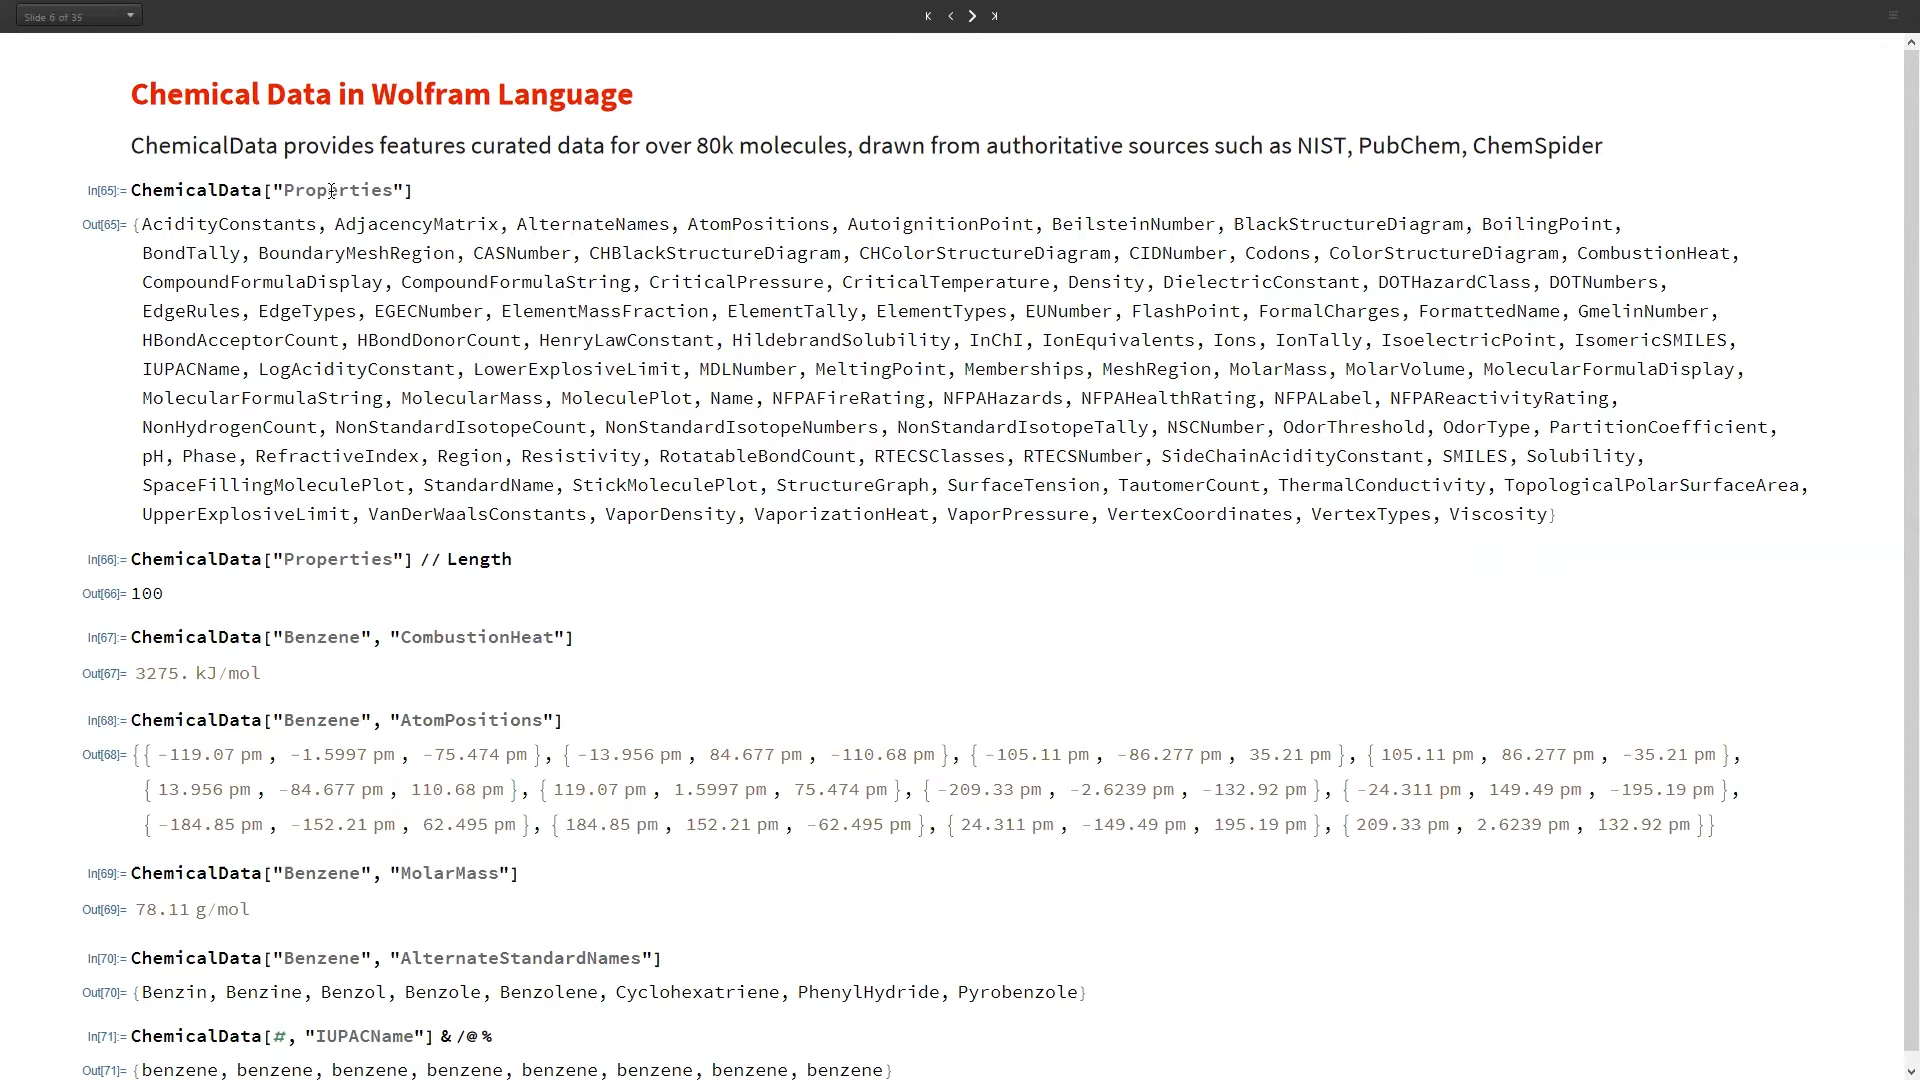 Slide 6 of 35
Chemical Data in Wolfram Language
ChemicalData provides features curated data for over 80k molecules, drawn from authoritative sources such as NIST, PubChem, ChemSpider
In[65]:= ChemicalData["Properties"]
Out[65]= {AcidityConstants, AdjacencyMatrix, AlternateNames, AtomPositions, AutoignitionPoint, BeilsteinNumber, BlackStructureDiagram, BoilingPoint,
BondTally, BoundaryMeshRegion, CASNumber, CHBlackStructureDiagram, CHColorStructureDiagram, CIDNumber, Codons, ColorStructureDiagram, CombustionHeat,
CompoundFormulaDisplay, CompoundFormulaString, CriticalPressure, CriticalTemperature, Density, DielectricConstant, DOTHazardClass, DOTNumbers,
EdgeRules, EdgeTypes, EGECNumber, ElementMassFraction, ElementTally, ElementTypes, EUNumber, FlashPoint, FormalCharges, FormattedName, GmelinNumber,
HBondAcceptorCount, HBondDonorCount, HenryLawConstant, HildebrandSolubility, InChI, IonEquivalents, Ions, IonTally, IsoelectricPoint, IsomericSMILES,
IUPACName, LogAcidityConstant, LowerExplosiveLimit, MDLNumber, MeltingPoint, Memberships, MeshRegion, MolarMass, MolarVolume, MolecularFormulaDisplay,
MolecularFormulaString, MolecularMass, MoleculePlot, Name, NFPAFireRating, NFPAHazards, NFPAHealthRating, NFPALabel, NFPAReactivityRating,
NonHydrogenCount, NonStandardIsotopeCount, NonStandardIsotopeNumbers, NonStandardIsotopeTally, NSCNumber, OdorThreshold, OdorType, PartitionCoefficient,
pH, Phase, RefractiveIndex, Region, Resistivity, RotatableBondCount, RTECSClasses, RTECSNumber, SideChainAcidityConstant, SMILES, Solubility,
SpaceFillingMoleculePlot, StandardName, StickMoleculePlot, StructureGraph, SurfaceTension, TautomerCount, ThermalConductivity, TopologicalPolarSurfaceArea,
UpperExplosiveLimit, VanDerWaalsConstants, VaporDensity, VaporizationHeat, VaporPressure, VertexCoordinates, VertexTypes, Viscosity}
In[66]:= ChemicalData["Properties"] // Length
Out[66]= 100
In[67]:= ChemicalData["Benzene", "CombustionHeat"]
Out[67]= 3275. kJ/mol
In[68]:= ChemicalData["Benzene", "AtomPositions"]
Out[68]= {{ -119.07 pm , -1.5997 pm , -75.474 pm }, { -13.956 pm , 84.677 pm , -110.68 pm }, { -105.11 pm , -86.277 pm , 35.21 pm }, { 105.11 pm , 86.277 pm , -35.21 pm },
{ 13.956 pm , -84.677 pm , 110.68 pm }, { 119.07 pm , 1.5997 pm , 75.474 pm }, { -209.33 pm , -2.6239 pm , -132.92 pm }, { -24.311 pm , 149.49 pm , -195.19 pm },
{ -184.85 pm , -152.21 pm , 62.495 pm }, { 184.85 pm , 152.21 pm , -62.495 pm }, { 24.311 pm , -149.49 pm , 195.19 pm }, { 209.33 pm , 2.6239 pm , 132.92 pm }}
In[69]:= ChemicalData["Benzene", "MolarMass"]
Out[69]= 78.11 g/mol
In[70]:= ChemicalData["Benzene", "AlternateStandardNames"]
Out[70]= {Benzin, Benzine, Benzol, Benzole, Benzolene, Cyclohexatriene, PhenylHydride, Pyrobenzole}
In[71]:= ChemicalData[#, "IUPACName"] & /@ %
Out[71]= {benzene, benzene, benzene, benzene, benzene, benzene, benzene, benzene}